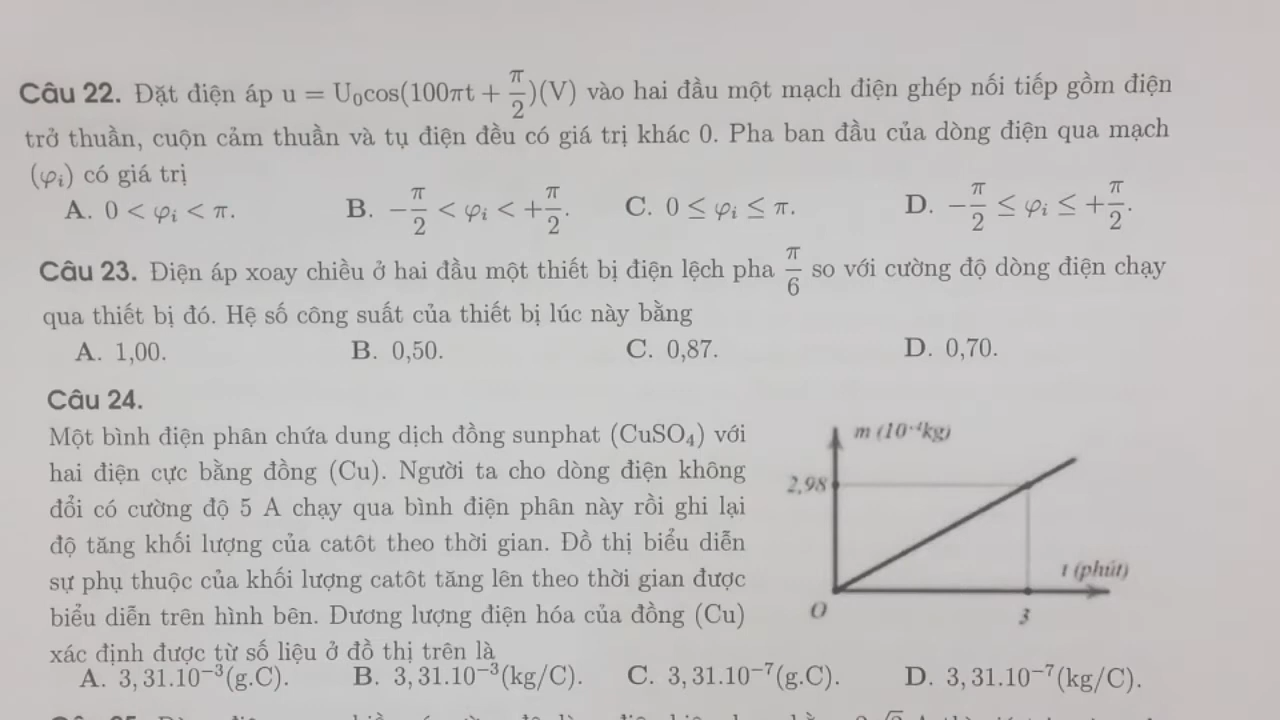 Câu 22. Đặt điện áp u = U₀cos(100πt + π/2)(V) vào hai đầu một mạch điện ghép nối tiếp gồm điện
trở thuần, cuộn cảm thuần và tụ điện đều có giá trị khác 0. Pha ban đầu của dòng điện qua mạch
(φᵢ) có giá trị
A. 0 < φᵢ < π. B. −π/2 < φᵢ < +π/2. C. 0 ≤ φᵢ ≤ π. D. −π/2 ≤ φᵢ ≤ +π/2.
Câu 23. Điện áp xoay chiều ở hai đầu một thiết bị điện lệch pha π/6 so với cường độ dòng điện chạy
qua thiết bị đó. Hệ số công suất của thiết bị lúc này bằng
A. 1,00. B. 0,50. C. 0,87. D. 0,70.
Câu 24.
Một bình điện phân chứa dung dịch đồng sunphat (CuSO₄) với
hai điện cực bằng đồng (Cu). Người ta cho dòng điện không
đổi có cường độ 5 A chạy qua bình điện phân này rồi ghi lại
độ tăng khối lượng của catôt theo thời gian. Đồ thị biểu diễn
sự phụ thuộc của khối lượng catôt tăng lên theo thời gian được
biểu diễn trên hình bên. Dương lượng điện hóa của đồng (Cu)
xác định được từ số liệu ở đồ thị trên là
m (10⁻⁴kg)
2,98
t (phút)
O
3
A. 3,31.10⁻³(g.C). B. 3,31.10⁻³(kg/C). C. 3,31.10⁻⁷(g.C). D. 3,31.10⁻⁷(kg/C).